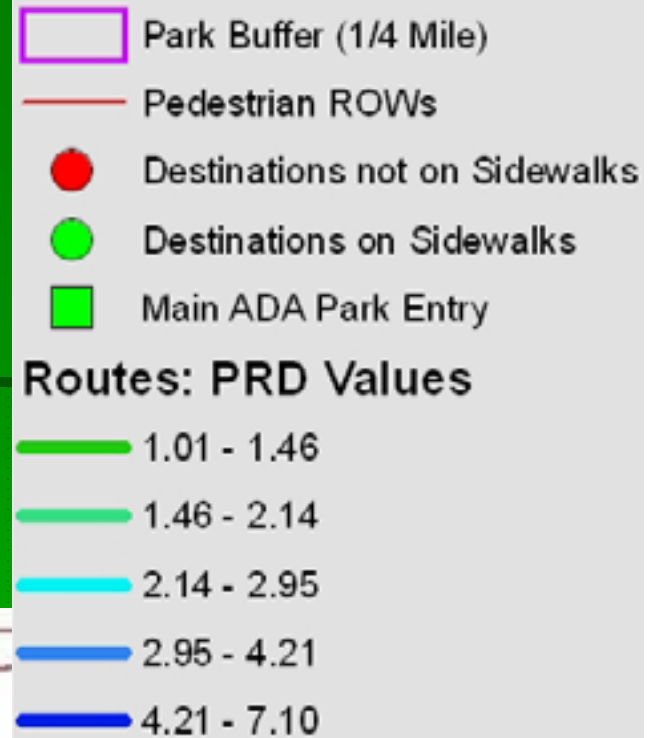 Park Buffer (1/4 Mile)
Pedestrian ROWs
Destinations not on Sidewalks
Destinations on Sidewalks
Main ADA Park Entry
Routes: PRD Values
1.01 - 1.46
1.46 - 2.14
2.14 - 2.95
2.95 - 4.21
4.21 - 7.10